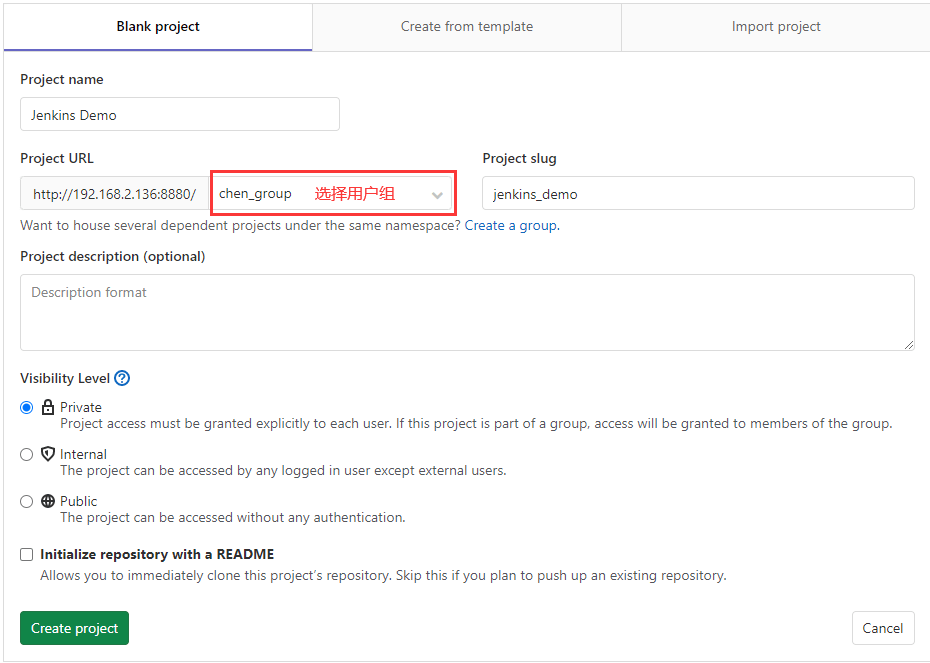 Blank project
Create from template
Import project
Project name
Jenkins Demo
Project URL
Project slug
http://192.168.2.136:8880/
chen_group
选择用户组
jenkins_demo
Want to house several dependent projects under the same namespace? Create a group.
Project description (optional)
Description format
Visibility Level
Private
Project access must be granted explicitly to each user. If this project is part of a group, access will be granted to members of the group.
Internal
The project can be accessed by any logged in user except external users.
Public
The project can be accessed without any authentication.
Initialize repository with a README
Allows you to immediately clone this project's repository. Skip this if you plan to push up an existing repository.
Create project
Cancel